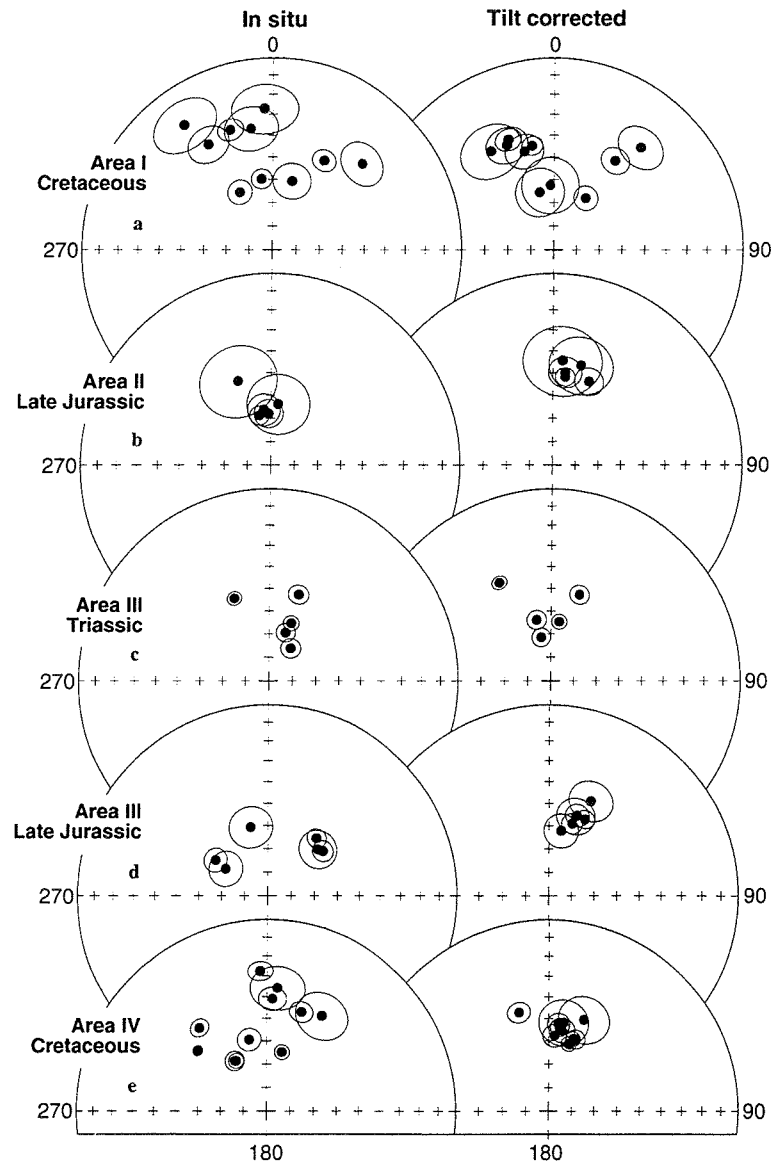 In situ
Tilt corrected
0
0
Area I
Cretaceous
a
270
90
Area II
Late Jurassic
b
270
90
Area III
Triassic
c
270
90
Area III
Late Jurassic
d
270
90
Area IV
Cretaceous
e
270
90
180
180